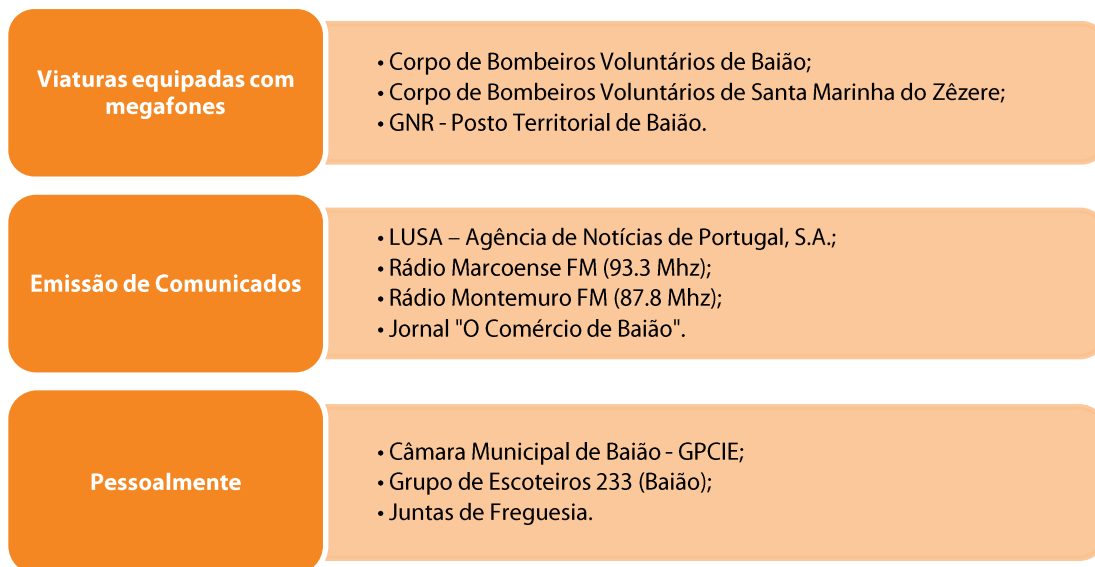 Viaturas equipadas com
megafones
• Corpo de Bombeiros Voluntários de Baião;
• Corpo de Bombeiros Voluntários de Santa Marinha do Zêzere;
• GNR - Posto Territorial de Baião.
Emissão de Comunicados
• LUSA – Agência de Notícias de Portugal, S.A.;
• Rádio Marcoense FM (93.3 Mhz);
• Rádio Montemuro FM (87.8 Mhz);
• Jornal "O Comércio de Baião".
Pessoalmente
• Câmara Municipal de Baião - GPCIE;
• Grupo de Escoteiros 233 (Baião);
• Juntas de Freguesia.